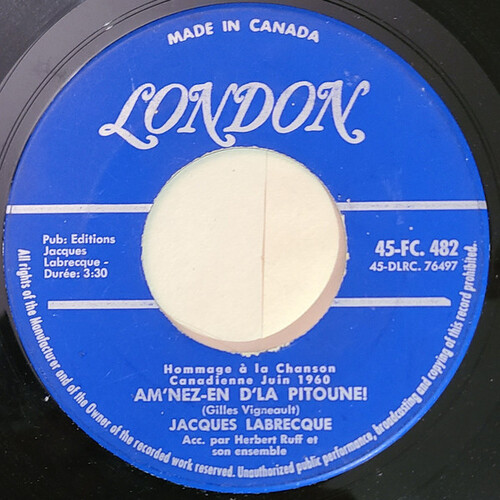 MADE IN CANADA
LONDON
Pub: Editions
Jacques
Labrecque -
Durée: 3:30
45-FC. 482
45-DLRC. 76497
Hommage à la Chanson
Canadienne Juin 1960
AM'NEZ-EN D'LA PITOUNE!
(Gilles Vigneault)
JACQUES LABRECQUE
Acc. par Herbert Ruff et
son ensemble
All rights of the Manufacturer and of the Owner of the recorded work reserved. Unauthorized public performance, broadcasting and copying of this record prohibited.